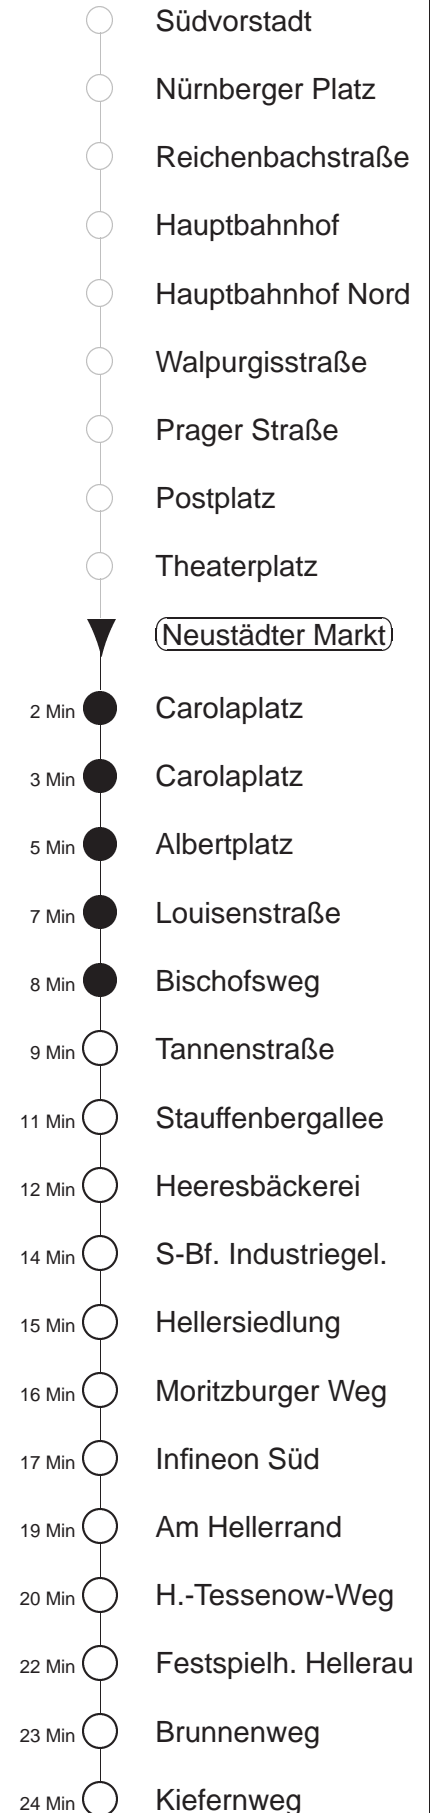 Südvorstadt
Nürnberger Platz
Reichenbachstraße
Hauptbahnhof
Hauptbahnhof Nord
Walpurgisstraße
Prager Straße
Postplatz
Theaterplatz
Neustädter Markt
2 Min Carolaplatz
3 Min Carolaplatz
5 Min Albertplatz
7 Min Louisenstraße
8 Min Bischofsweg
9 Min Tannenstraße
11 Min Stauffenbergallee
12 Min Heeresbäckerei
14 Min S-Bf. Industriegel.
15 Min Hellersiedlung
16 Min Moritzburger Weg
17 Min Infineon Süd
19 Min Am Hellerrand
20 Min H.-Tessenow-Weg
22 Min Festspielh. Hellerau
23 Min Brunnenweg
24 Min Kiefernweg